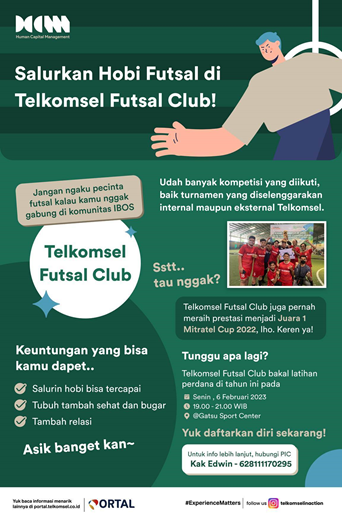 HCM
Human Capital Management
Salurkan Hobi Futsal di
Telkomsel Futsal Club!
Jangan ngaku pecinta
futsal kalau kamu nggak
gabung di komunitas IBOS
Telkomsel
Futsal Club
Udah banyak kompetisi yang diikuti,
baik turnamen yang diselenggarakan
internal maupun eksternal Telkomsel.
Sstt..
tau nggak?
Telkomsel Futsal Club juga pernah
meraih prestasi menjadi Juara 1
Mitratel Cup 2022, lho. Keren ya!
Keuntungan yang bisa
kamu dapet..
Salurin hobi bisa tercapai
Tubuh tambah sehat dan bugar
Tambah relasi
Asik banget kan~
Tunggu apa lagi?
Telkomsel Futsal Club bakal latihan
perdana di tahun ini pada
Senin , 6 Februari 2023
19.00 - 21.00 WIB
@Gatsu Sport Center
Yuk daftarkan diri sekarang!
Untuk info lebih lanjut, hubungi PIC
Kak Edwin - 628111170295
Yuk baca informasi menarik
lainnya di portal.telkomsel.co.id
PORTAL
#ExperienceMatters
follow us
telkomselinaction